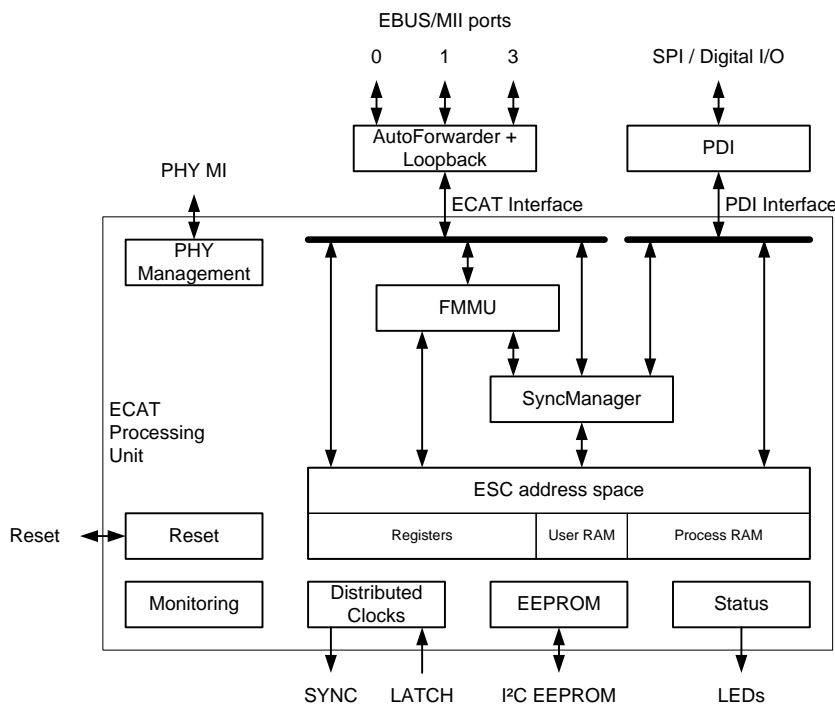 EBUS/MII ports
0 1 3
SPI / Digital I/O
AutoForwarder +
Loopback
PDI
PHY MI
ECAT Interface
PDI Interface
PHY
Management
FMMU
SyncManager
ECAT
Processing
Unit
ESC address space
Registers
User RAM
Process RAM
Reset
Reset
Monitoring
Distributed
Clocks
EEPROM
Status
SYNC
LATCH
I²C EEPROM
LEDs